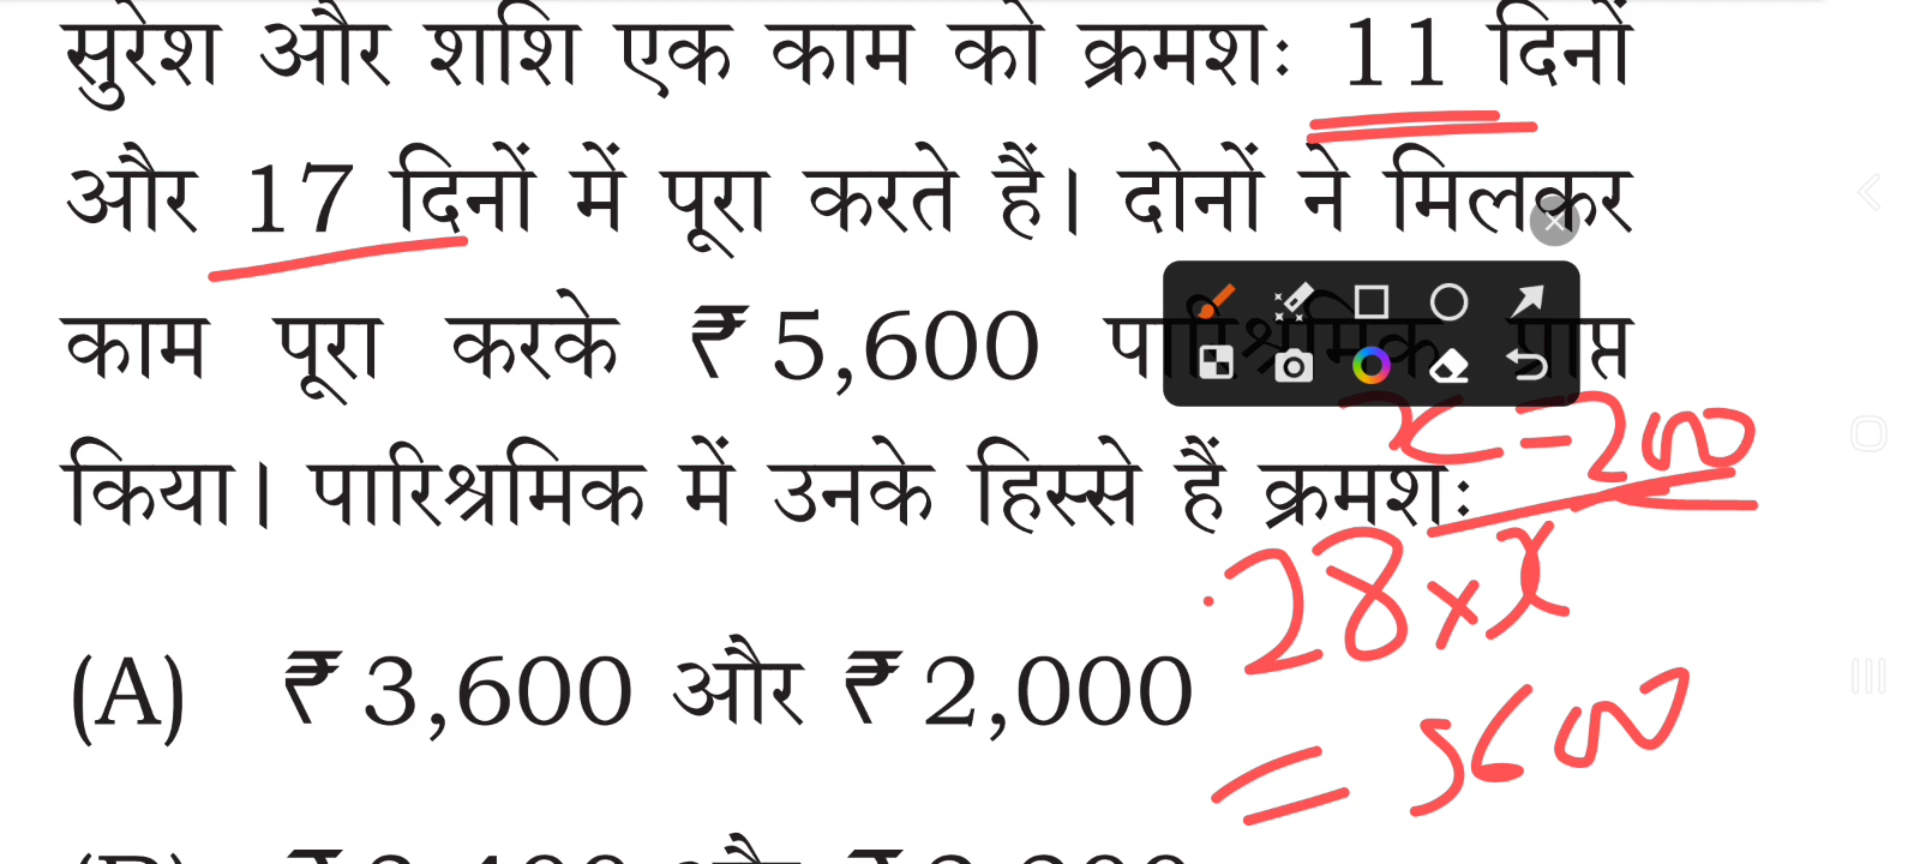 सुरेश और शशि एक काम को क्रमशः 11 दिनों
और 17 दिनों में पूरा करते हैं। दोनों ने मिलकर
काम पूरा करके ₹ 5,600 पारिश्रमिक प्राप्त
x = 200
किया। पारिश्रमिक में उनके हिस्से हैं क्रमशः
28 × x
(A) ₹ 3,600 और ₹ 2,000
= 5600